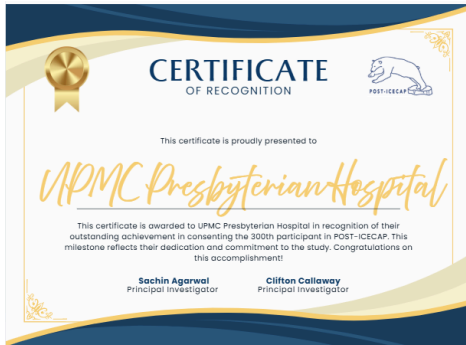 CERTIFICATE
OF RECOGNITION
POST-ICECAP
This certificate is proudly presented to
UPMC Presbyterian Hospital
This certificate is awarded to UPMC Presbyterian Hospital in recognition of their
outstanding achievement in consenting the 300th participant in POST-ICECAP. This
milestone reflects their dedication and commitment to the study. Congratulations on
this accomplishment!
Sachin Agarwal
Principal Investigator
Clifton Callaway
Principal Investigator